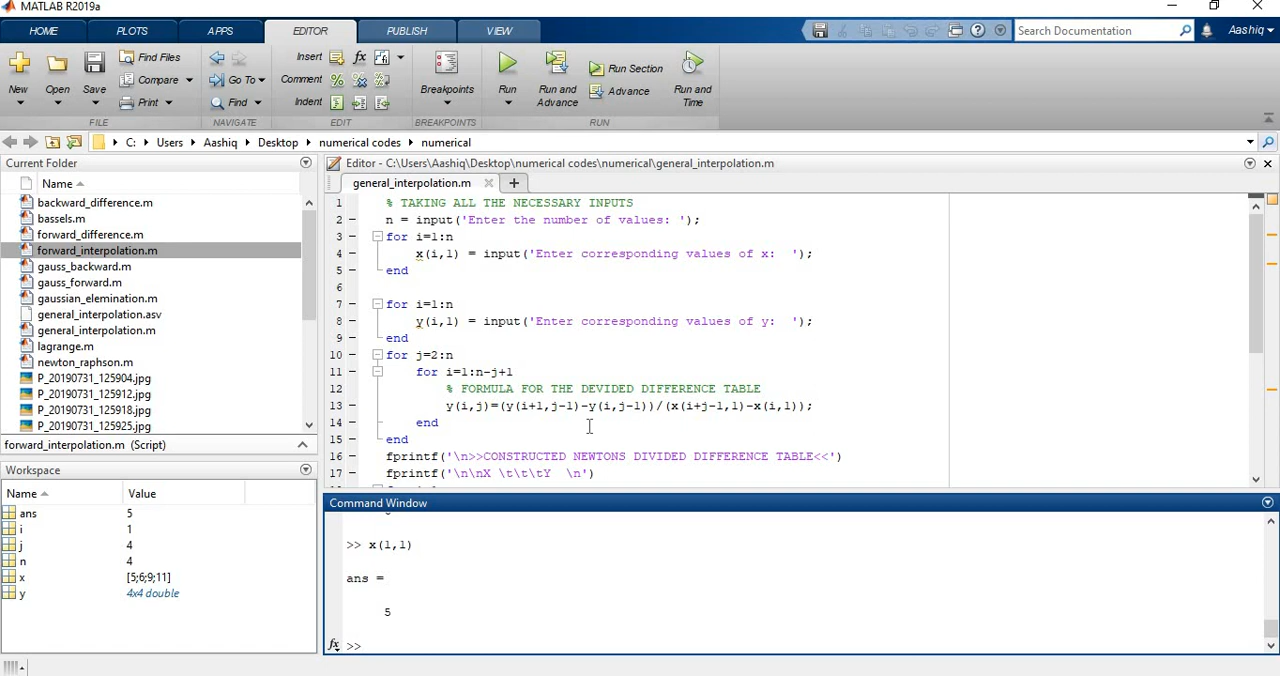 MATLAB R2019a
HOME PLOTS APPS EDITOR PUBLISH VIEW
Search Documentation
Aashiq
New Open Save
Find Files
Compare
Print
FILE
Go To
Find
NAVIGATE
Insert fx
Comment
Indent
EDIT
Breakpoints
BREAKPOINTS
Run
Run and Advance
Run Section
Advance
Run and Time
RUN
C: Users Aashiq Desktop numerical codes numerical
Current Folder
Name
backward_difference.m
bassels.m
forward_difference.m
forward_interpolation.m
gauss_backward.m
gauss_forward.m
gaussian_elemination.m
general_interpolation.asv
general_interpolation.m
lagrange.m
newton_raphson.m
P_20190731_125904.jpg
P_20190731_125912.jpg
P_20190731_125918.jpg
P_20190731_125925.jpg
forward_interpolation.m (Script)
Workspace
Name Value
ans 5
i 1
j 4
n 4
x [5;6;9;11]
y 4x4 double
Editor - C:\Users\Aashiq\Desktop\numerical codes\numerical\general_interpolation.m
general_interpolation.m
1 % TAKING ALL THE NECESSARY INPUTS
2 n = input('Enter the number of values: ');
3 for i=1:n
4 x(i,1) = input('Enter corresponding values of x:  ');
5 end
6
7 for i=1:n
8 y(i,1) = input('Enter corresponding values of y:  ');
9 end
10 for j=2:n
11 for i=1:n-j+1
12 % FORMULA FOR THE DEVIDED DIFFERENCE TABLE
13 y(i,j)=(y(i+1,j-1)-y(i,j-1))/(x(i+j-1,1)-x(i,1));
14 end
15 end
16 fprintf('\n>>CONSTRUCTED NEWTONS DIVIDED DIFFERENCE TABLE<<')
17 fprintf('\n\nX \t\t\tY  \n')
Command Window
>> x(1,1)
ans =
5
fx >>